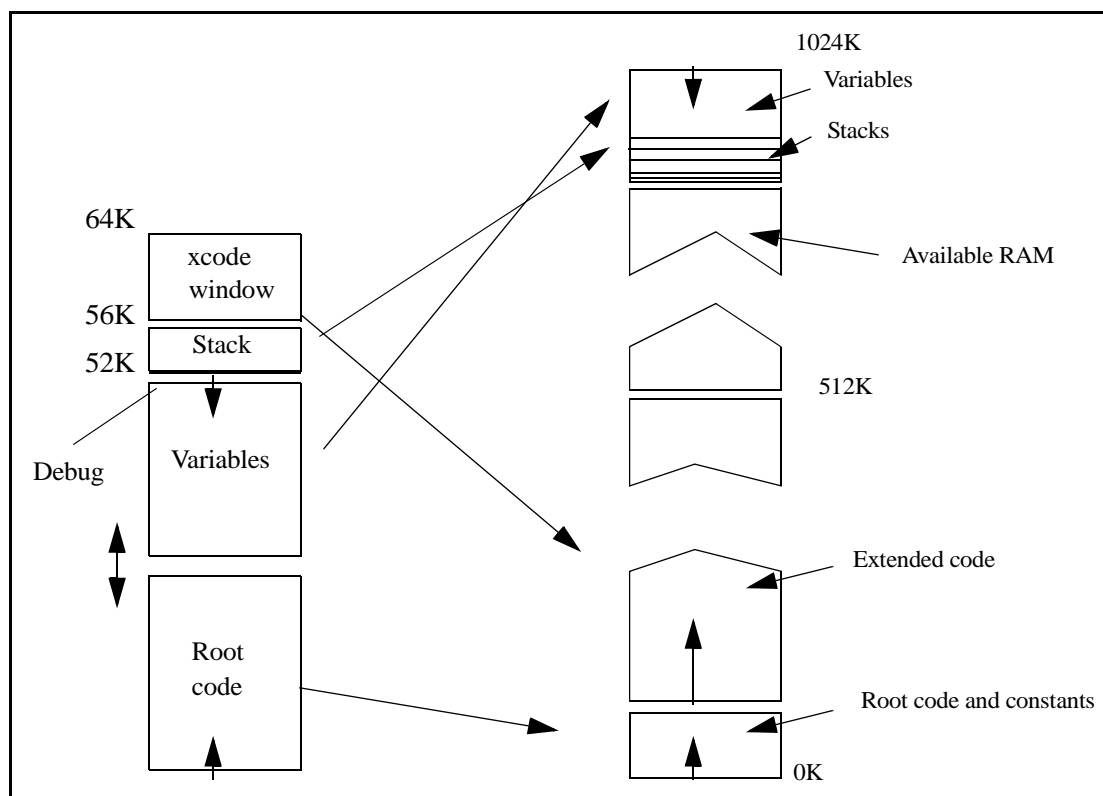 1024K
Variables
Stacks
64K
xcode
window
Available RAM
56K
Stack
52K
512K
Variables
Debug
Extended code
Root
code
Root code and constants
0K